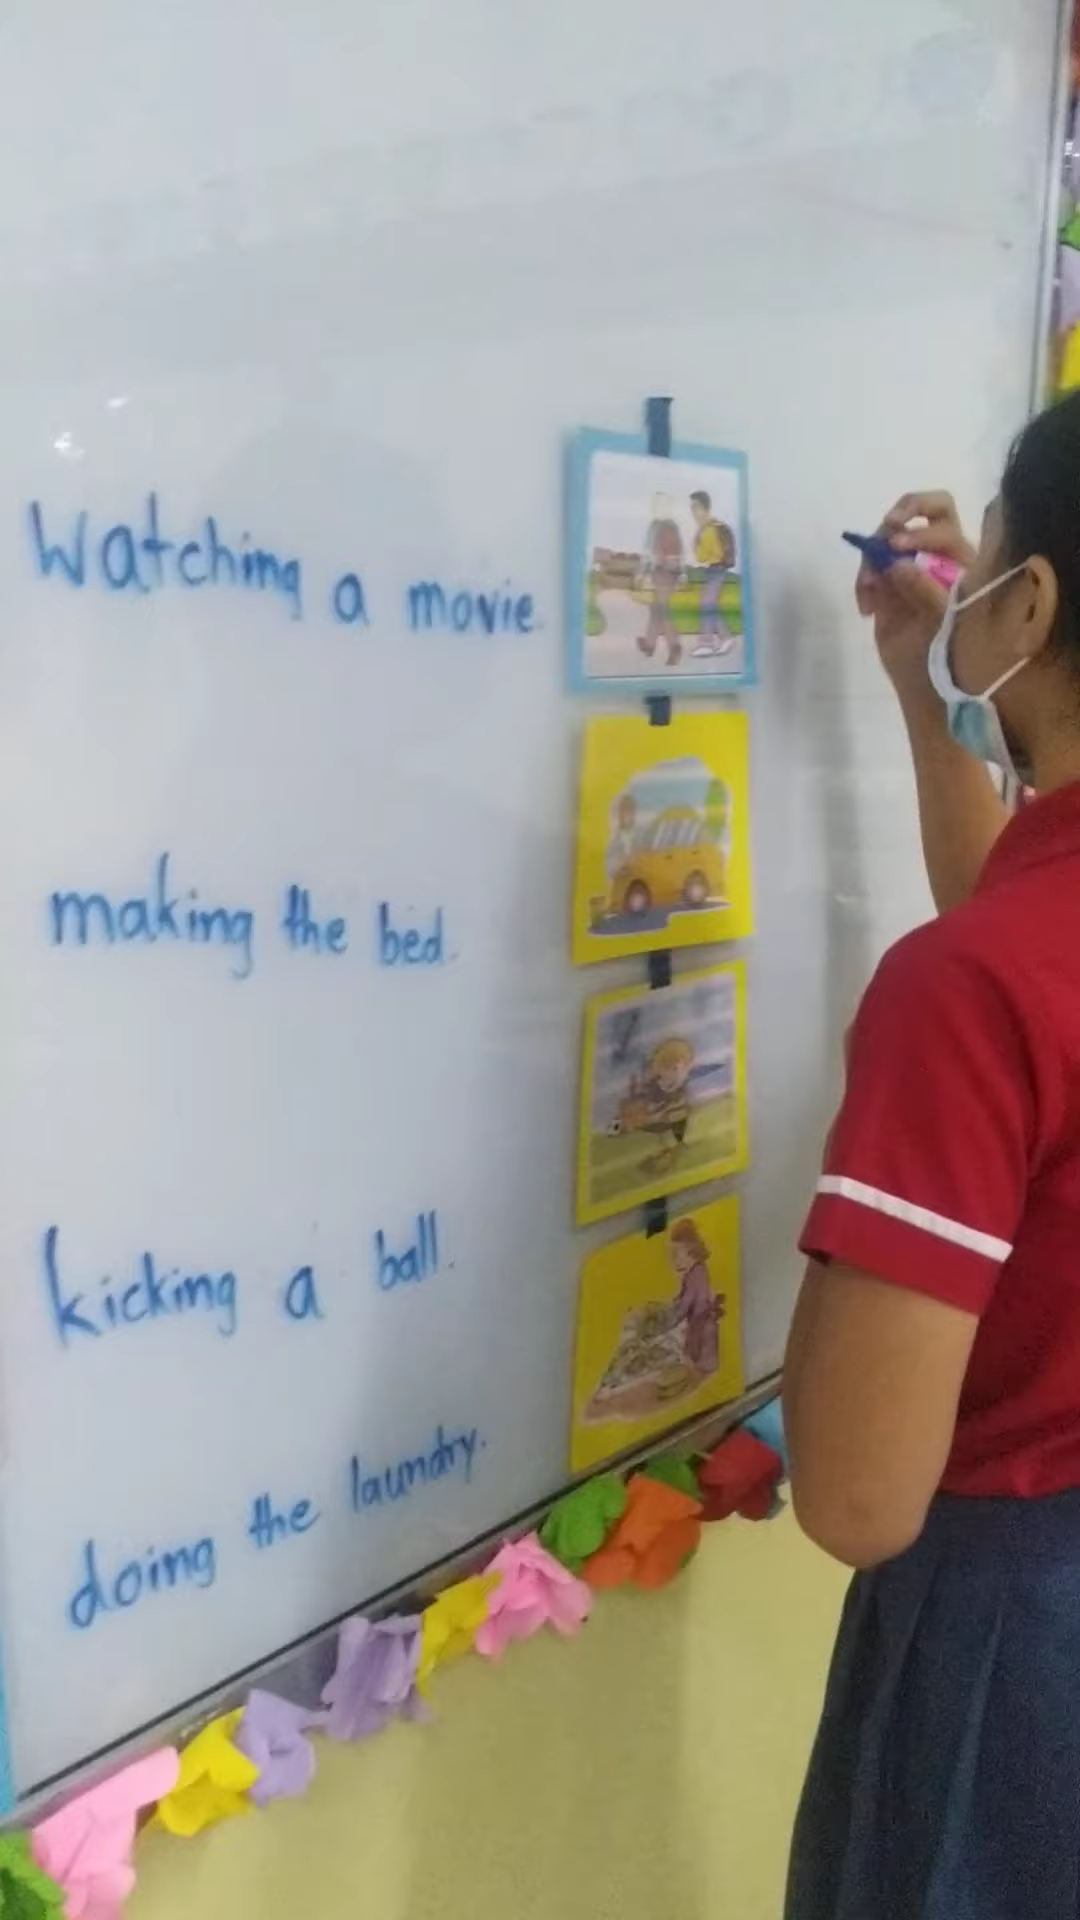 Watching a movie.
making the bed.
kicking a ball.
doing the laundry.